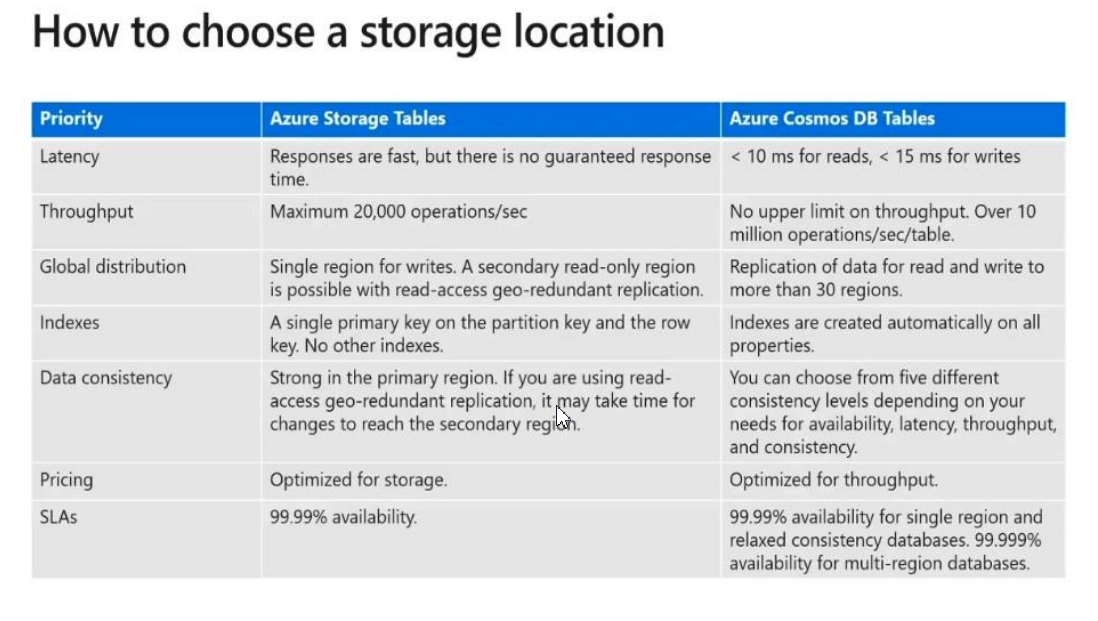 How to choose a storage location
Priority
Azure Storage Tables
Azure Cosmos DB Tables
Latency
Responses are fast, but there is no guaranteed response
time.
< 10 ms for reads, < 15 ms for writes
Throughput
Maximum 20,000 operations/sec
No upper limit on throughput. Over 10
million operations/sec/table.
Global distribution
Single region for writes. A secondary read-only region
is possible with read-access geo-redundant replication.
Replication of data for read and write to
more than 30 regions.
Indexes
A single primary key on the partition key and the row
key. No other indexes.
Indexes are created automatically on all
properties.
Data consistency
Strong in the primary region. If you are using read-
access geo-redundant replication, it may take time for
changes to reach the secondary region.
You can choose from five different
consistency levels depending on your
needs for availability, latency, throughput,
and consistency.
Pricing
Optimized for storage.
Optimized for throughput.
SLAs
99.99% availability.
99.99% availability for single region and
relaxed consistency databases. 99.999%
availability for multi-region databases.